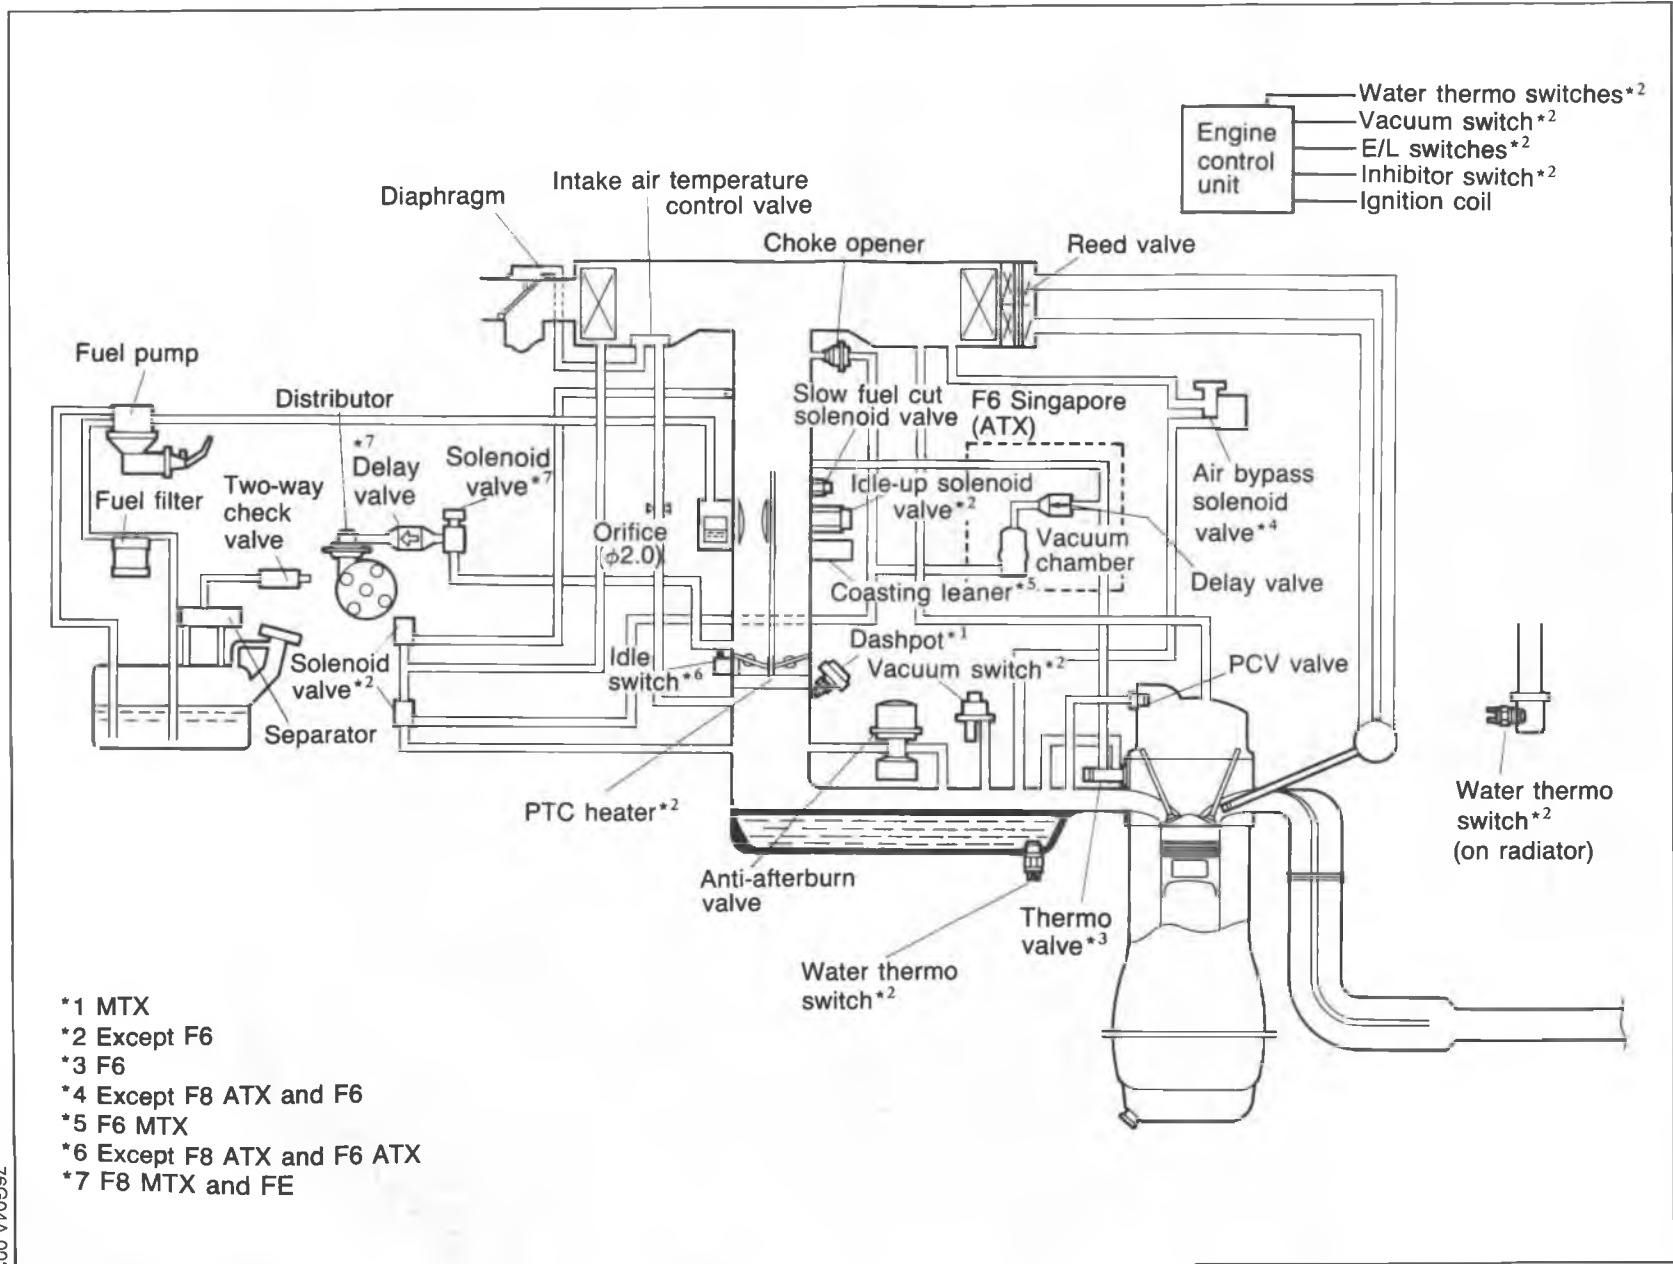 Water thermo switches*2
Vacuum switch*2
E/L switches*2
Inhibitor switch*2
Ignition coil
Engine
control
unit
Diaphragm
Intake air temperature
control valve
Choke opener
Reed valve
Fuel pump
Distributor
*7
Delay
valve
Solenoid
valve*7
Slow fuel cut
solenoid valve
F6 Singapore
(ATX)
Fuel filter
Two-way
check
valve
Orifice
(φ2.0)
Idle-up solenoid
valve*2
Vacuum
chamber
Air bypass
solenoid
valve*4
Delay valve
Coasting leaner*5
Solenoid
valve*2
Separator
Idle
switch*6
Dashpot*1
Vacuum switch*2
PCV valve
PTC heater*2
Anti-afterburn
valve
Water thermo
switch*2
Thermo
valve*3
Water thermo
switch*2
(on radiator)
*1 MTX
*2 Except F6
*3 F6
*4 Except F8 ATX and F6
*5 F6 MTX
*6 Except F8 ATX and F6 ATX
*7 F8 MTX and FE